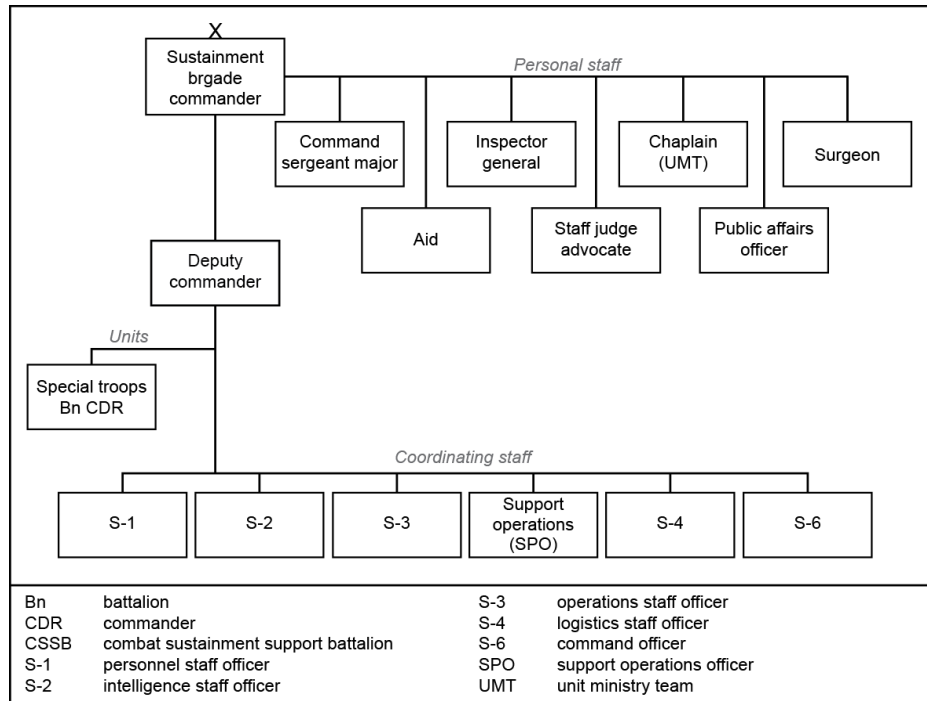 X
Sustainment
brgade
commander
Personal staff
Command
sergeant major
Inspector
general
Chaplain
(UMT)
Surgeon
Aid
Staff judge
advocate
Public affairs
officer
Deputy
commander
Units
Special troops
Bn CDR
Coordinating staff
S-1
S-2
S-3
Support
operations
(SPO)
S-4
S-6
Bn battalion
CDR commander
CSSB combat sustainment support battalion
S-1 personnel staff officer
S-2 intelligence staff officer
S-3 operations staff officer
S-4 logistics staff officer
S-6 command officer
SPO support operations officer
UMT unit ministry team